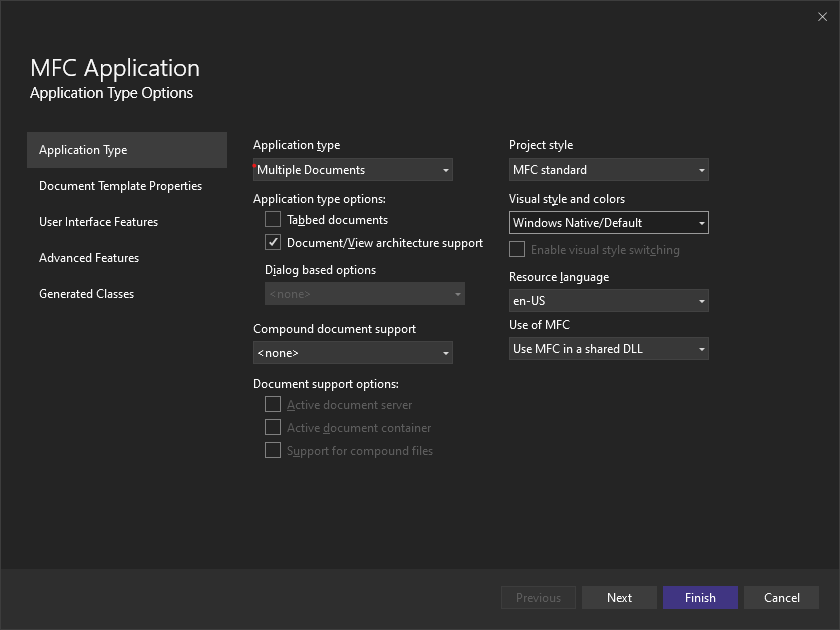 MFC Application
Application Type Options
Application Type
Document Template Properties
User Interface Features
Advanced Features
Generated Classes
Application type
Multiple Documents
Application type options:
Tabbed documents
Document/View architecture support
Dialog based options
<none>
Compound document support
<none>
Document support options:
Active document server
Active document container
Support for compound files
Project style
MFC standard
Visual style and colors
Windows Native/Default
Enable visual style switching
Resource language
en-US
Use of MFC
Use MFC in a shared DLL
Previous
Next
Finish
Cancel